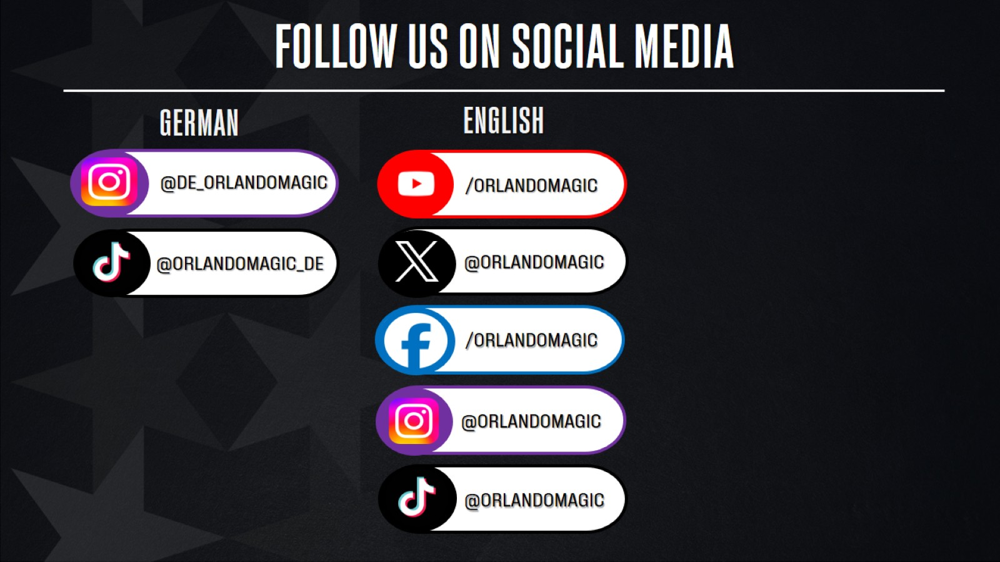 FOLLOW US ON SOCIAL MEDIA
GERMAN
@DE_ORLANDOMAGIC
@ORLANDOMAGIC_DE
ENGLISH
/ORLANDOMAGIC
@ORLANDOMAGIC
/ORLANDOMAGIC
@ORLANDOMAGIC
@ORLANDOMAGIC